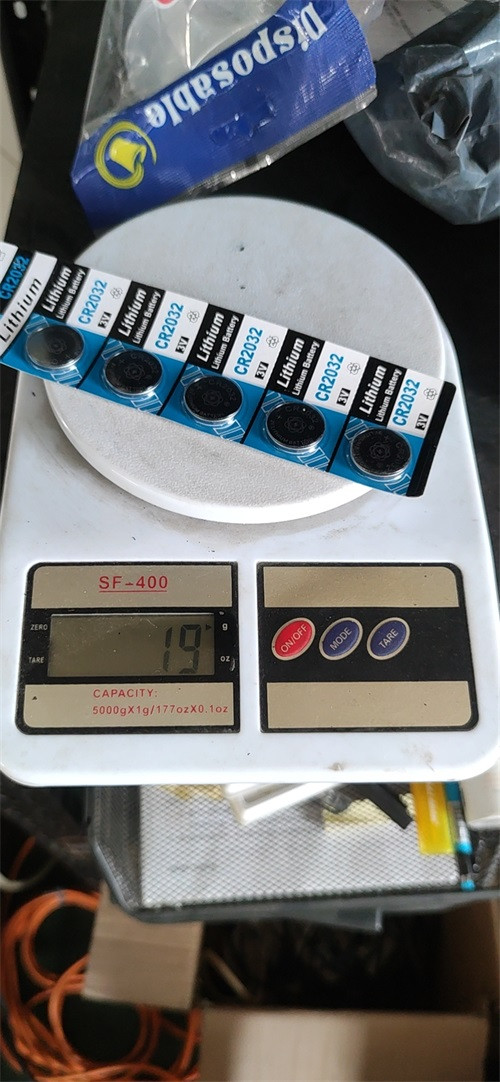 Disposable
CR2032
Lithium
Lithium
Lithium Battery
CR2032
3V
Lithium
Lithium Battery
CR2032
3V
Lithium
Lithium Battery
CR2032
3V
Lithium
Lithium Battery
CR2032
3V
Lithium
Lithium Battery
CR2032
3V
SF-400
ZERO
g
19
TARE
oz
CAPACITY:
5000gX1g/177ozX0.1oz
ON/OFF
MODE
TARE